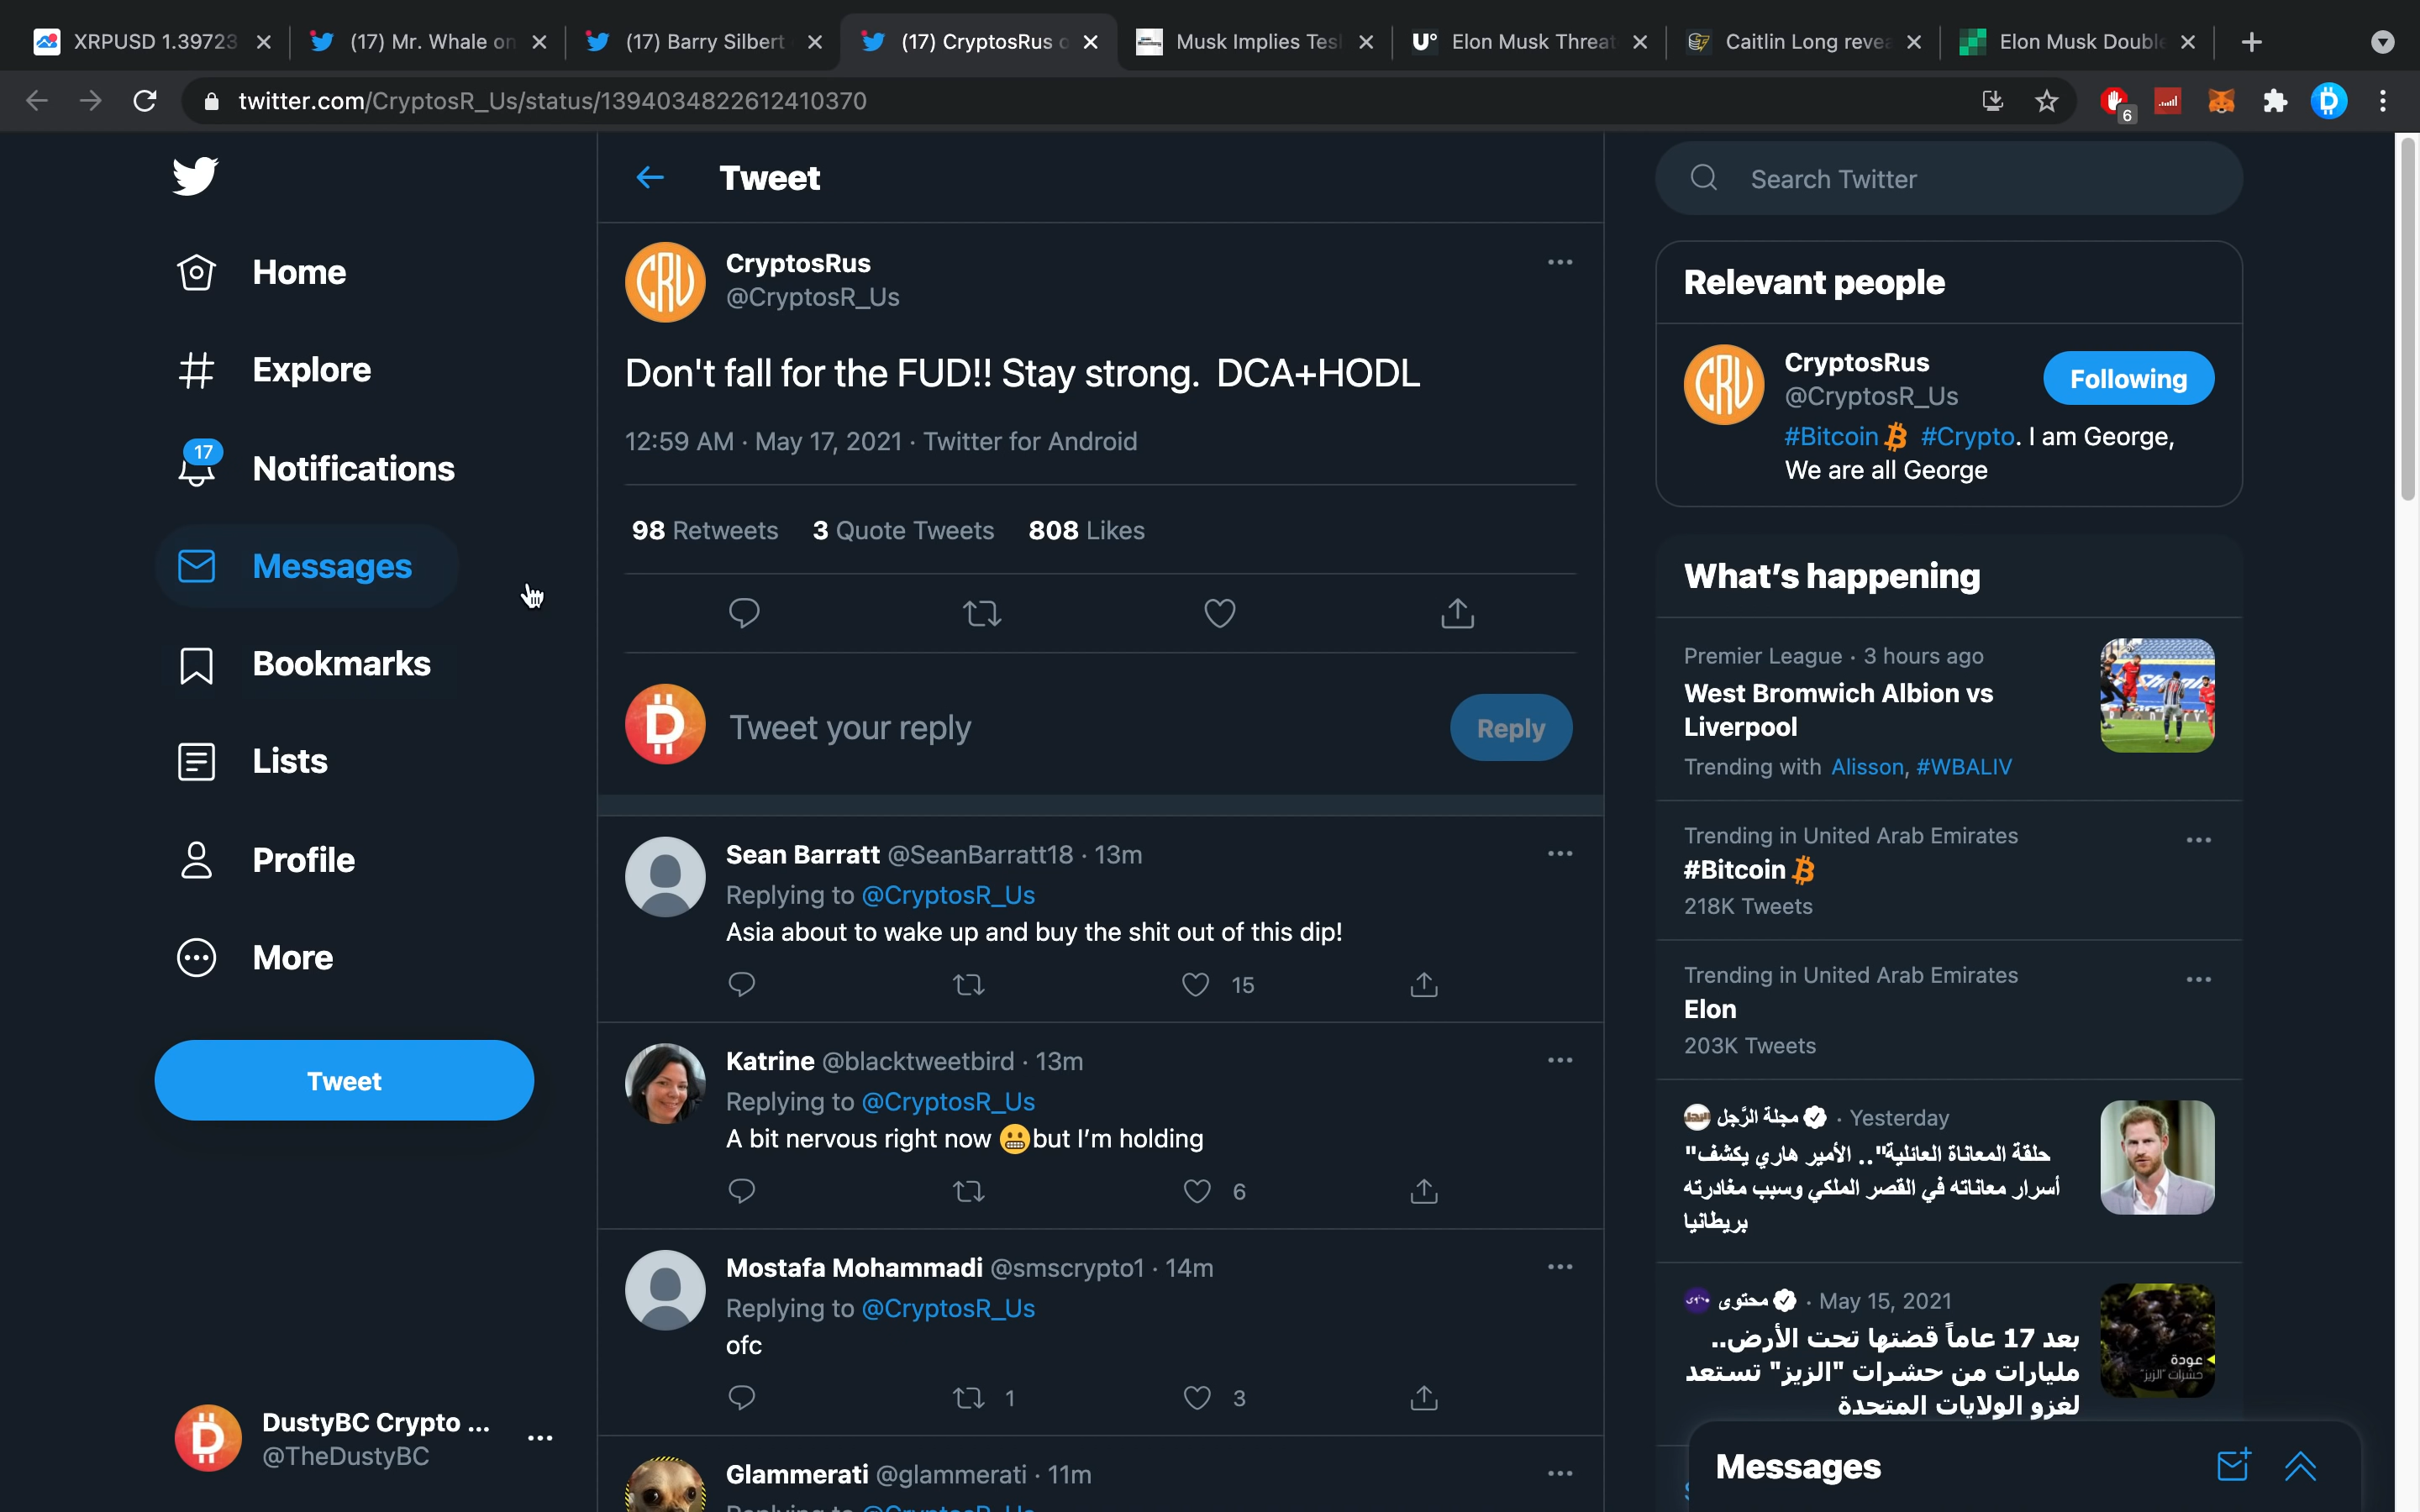 XRPUSD 1.39723
(17) Mr. Whale on
(17) Barry Silbert
(17) CryptosRus o
Musk Implies Tesl
Elon Musk Threat
Caitlin Long revea
Elon Musk Double
twitter.com/CryptosR_Us/status/1394034822612410370
6
Home
Explore
17
Notifications
Messages
Bookmarks
Lists
Profile
More
Tweet
DustyBC Crypto ...
@TheDustyBC
Tweet
CRU
CryptosRus
@CryptosR_Us
Don't fall for the FUD!! Stay strong. DCA+HODL
12:59 AM · May 17, 2021 · Twitter for Android
98 Retweets 3 Quote Tweets 808 Likes
Tweet your reply
Reply
Sean Barratt @SeanBarratt18 · 13m
Replying to @CryptosR_Us
Asia about to wake up and buy the shit out of this dip!
15
Katrine @blacktweetbird · 13m
Replying to @CryptosR_Us
A bit nervous right now 😬but I'm holding
6
Mostafa Mohammadi @smscrypto1 · 14m
Replying to @CryptosR_Us
ofc
1 3
Glammerati @glammerati · 11m
Replying to @CryptosR_Us
Search Twitter
Relevant people
CRU
CryptosRus
@CryptosR_Us
Following
#Bitcoin #Crypto. I am George,
We are all George
What's happening
Premier League · 3 hours ago
West Bromwich Albion vs
Liverpool
Trending with Alisson, #WBALIV
Trending in United Arab Emirates
#Bitcoin
218K Tweets
Trending in United Arab Emirates
Elon
203K Tweets
مجلة الرَّجل · Yesterday
"حلقة المعاناة العائلية".. الأمير هاري يكشف
أسرار معاناته في القصر الملكي وسبب مغادرته
بريطانيا
محتوى · May 15, 2021
بعد 17 عاماً قضتها تحت الأرض..
مليارات من حشرات "الزيز" تستعد
لغزو الولايات المتحدة
عودة
حشرات "الزيز"
Messages